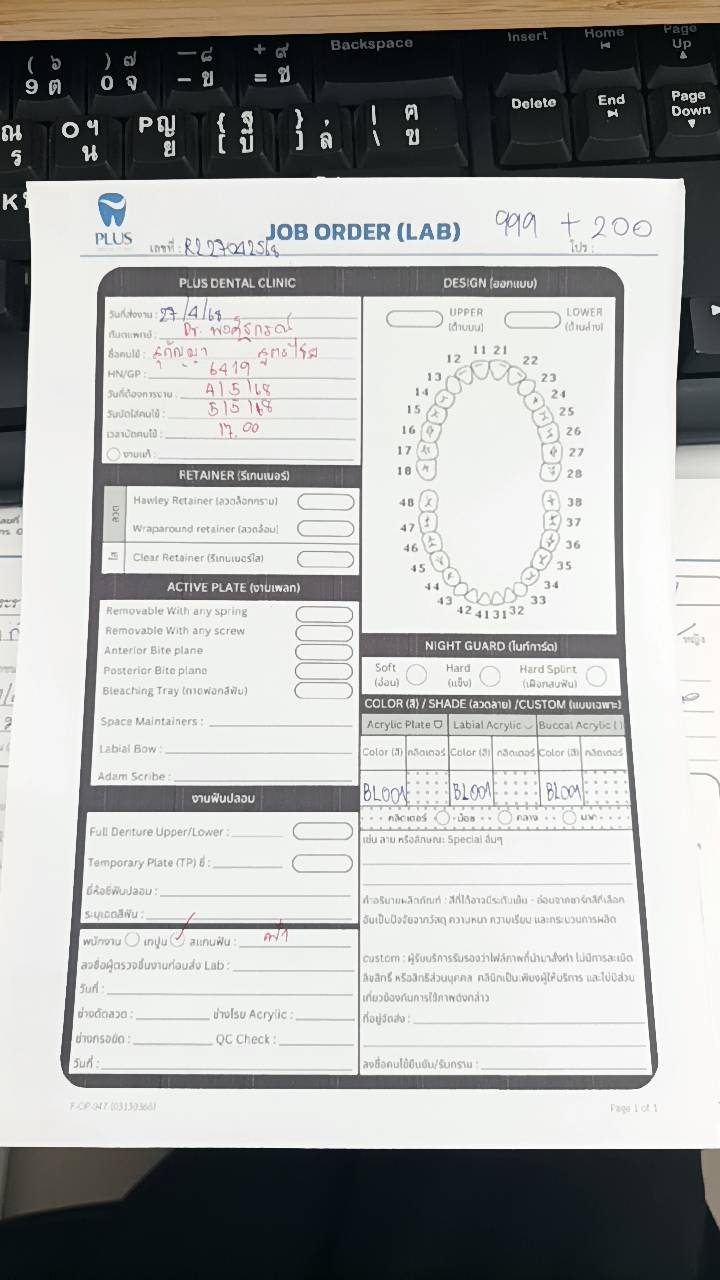 ( ๖
9 ต
) ๗
0 จ
— ๘
- ข
+ ๙
= ช
Backspace
Insert
Home
Page Up
ณ
ร
O ฯ
น
P ญ
ย
{ ฐ
[ บ
} ,
] ล
| ฅ
\ ฃ
Delete
End
Page Down
K
PLUS
เลขที่ : RL27042568
JOB ORDER (LAB)
999 + 200
โปร :
PLUS DENTAL CLINIC
วันที่ส่งงาน : 27/4/68
ทันตแพทย์ : Dr.
ชื่อคนไข้ :
HN/GP : 6419
วันที่ต้องการงาน : 4/5/68
วันนัดใส่คนไข้ : 5/5/68
เวลานัดคนไข้ : 17.00
งานแก้ :
RETAINER (รีเทนเนอร์)
ลวด
Hawley Retainer (ลวดล็อกกราม)
Wraparound retainer (ลวดล้อม)
ใส
Clear Retainer (รีเทนเนอร์ใส)
ACTIVE PLATE (งานเพลท)
Removable With any spring
Removable With any screw
Anterior Bite plane
Posterior Bite plane
Bleaching Tray (ถาดฟอกสีฟัน)
Space Maintainers :
Labial Bow :
Adam Scribe :
งานฟันปลอม
Full Denture Upper/Lower :
Temporary Plate (TP) ซี่ :
ยี่ห้อซี่ฟันปลอม :
ระบุเฉดสีฟัน :
พนักงาน เทปูน สแกนฟัน : ฟ้า
ลงชื่อผู้ตรวจชิ้นงานก่อนส่ง Lab :
วันที่ :
ช่างดัดลวด : ช่างโรย Acrylic :
ช่างกรอขัด : QC Check :
วันที่ :
DESIGN (ออกแบบ)
UPPER (ด้านบน)
LOWER (ด้านล่าง)
11 21
12 22
13 23
14 24
15 25
16 26
17 27
18 28
48 38
47 37
46 36
45 35
44 34
43 33
42 41 31 32
NIGHT GUARD (ไนท์การ์ด)
Soft (อ่อน)
Hard (แข็ง)
Hard Splint (เฝือกสบฟัน)
COLOR (สี) / SHADE (ลวดลาย) /CUSTOM (แบบเฉพาะ)
Acrylic Plate Labial Acrylic Buccal Acrylic ( )
Color (สี) กลิตเตอร์ Color (สี) กลิตเตอร์ Color (สี) กลิตเตอร์
BL001 BL001 BL001
กลิตเตอร์ น้อย กลาง มาก
เช่น ลาย หรือลักษณะ Special อื่นๆ
คำอธิบายผลิตภัณฑ์ : สีที่ได้อาจมีระดับเข้ม - อ่อนจากชาร์ทสีที่เลือก
อันเป็นปัจจัยจากวัสดุ ความหนา ความเรียบ และกระบวนการผลิต
custom : ผู้รับบริการรับรองว่าไฟล์ภาพที่นำมาสั่งทำ ไม่มีการละเมิด
ลิขสิทธิ์ หรือสิทธิส่วนบุคคล คลินิกเป็นเพียงผู้ให้บริการ และไม่มีส่วน
เกี่ยวข้องกับการใช้ภาพดังกล่าว
ที่อยู่จัดส่ง :
ลงชื่อคนไข้ยืนยัน/รับทราบ :
F-OP-047 (03130366)
Page 1 of 1